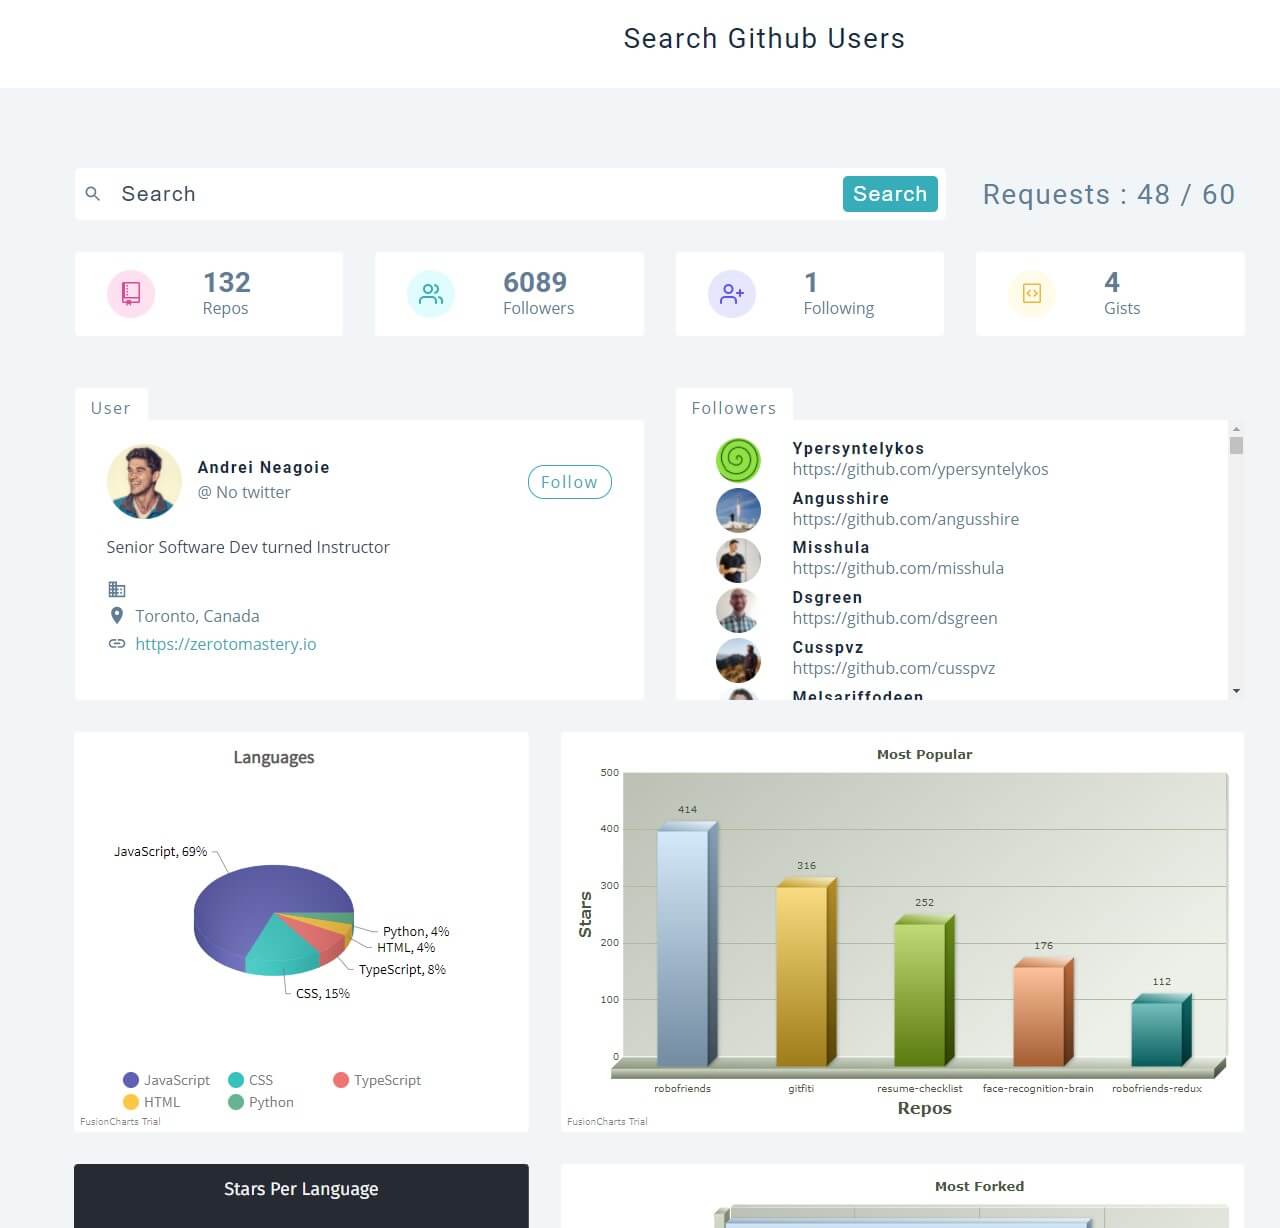 Search Github Users
Search
Search
Requests : 48 / 60
132
Repos
6089
Followers
1
Following
4
Gists
User
Andrei Neagoie
@ No twitter
Follow
Senior Software Dev turned Instructor
Toronto, Canada
https://zerotomastery.io
Followers
Ypersyntelykos
https://github.com/ypersyntelykos
Angusshire
https://github.com/angusshire
Misshula
https://github.com/misshula
Dsgreen
https://github.com/dsgreen
Cusspvz
https://github.com/cusspvz
Melsariffodeen
Languages
JavaScript, 69%
Python, 4%
HTML, 4%
TypeScript, 8%
CSS, 15%
JavaScript CSS TypeScript
HTML Python
FusionCharts Trial
Most Popular
500
400
300
200
100
0
Stars
414
316
252
176
112
robofriends gitfiti resume-checklist face-recognition-brain robofriends-redux
Repos
FusionCharts Trial
Stars Per Language
Most Forked